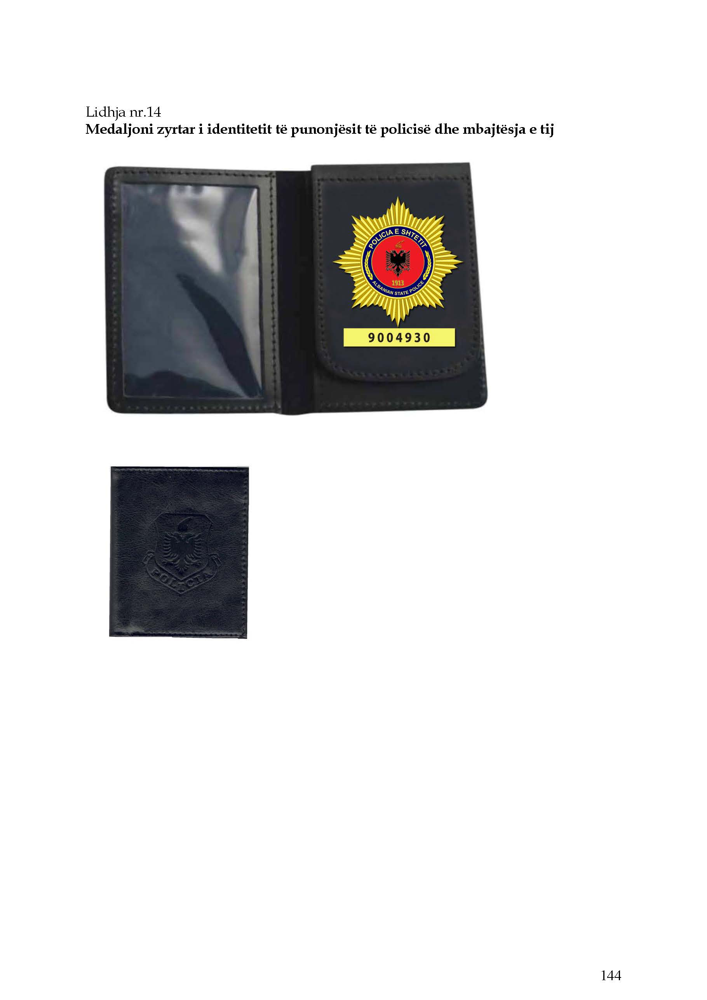 Lidhja nr.14
Medaljoni zyrtar i identitetit të punonjësit të policisë dhe mbajtësja e tij
POLICIA E SHTETIT
1913
ALBANIAN STATE POLICE
9004930
POLICIA
144